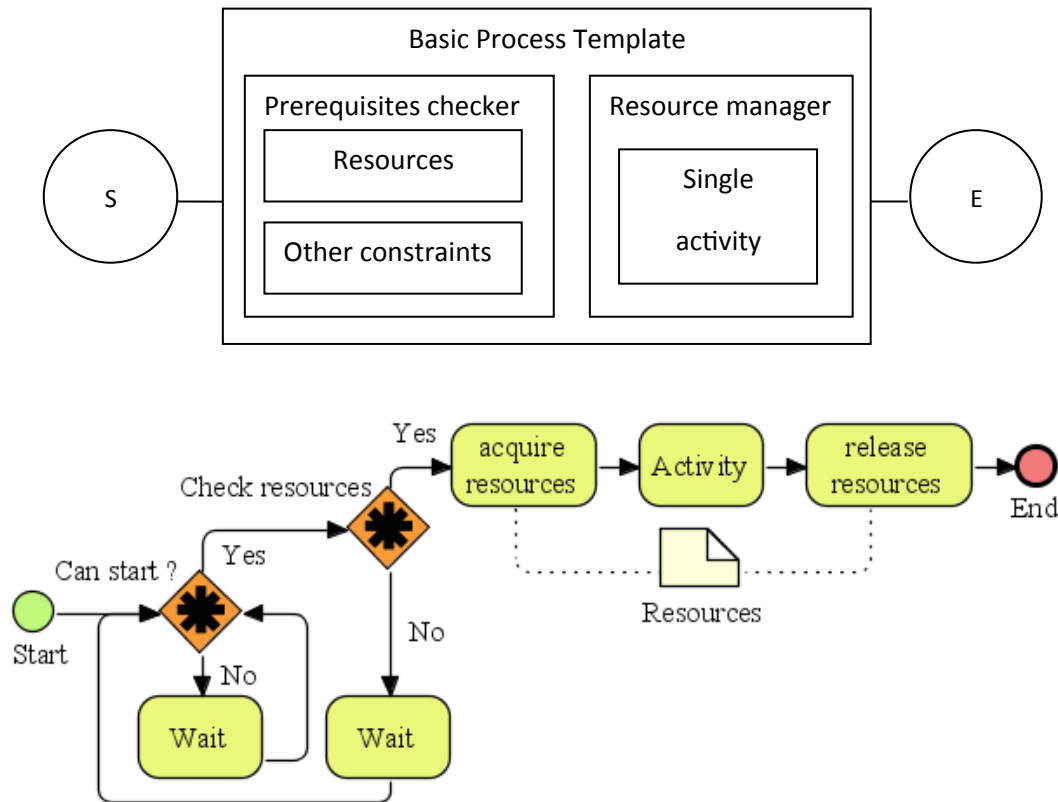 Basic Process Template
Prerequisites checker
Resource manager
Resources
Single
activity
Other constraints
S
E
Yes
acquire
resources
Activity
release
resources
Check resources
End
Can start ?
Yes
Resources
Start
No
No
Wait
Wait